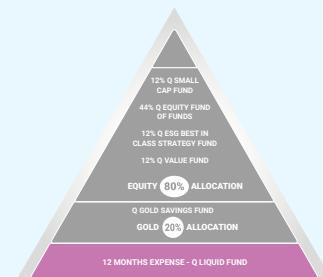 12% Q SMALL
CAP FUND
44% Q EQUITY FUND
OF FUNDS
12% Q ESG BEST IN
CLASS STRATEGY FUND
12% Q VALUE FUND
EQUITY 80% ALLOCATION
Q GOLD SAVINGS FUND
GOLD 20% ALLOCATION
12 MONTHS EXPENSE - Q LIQUID FUND